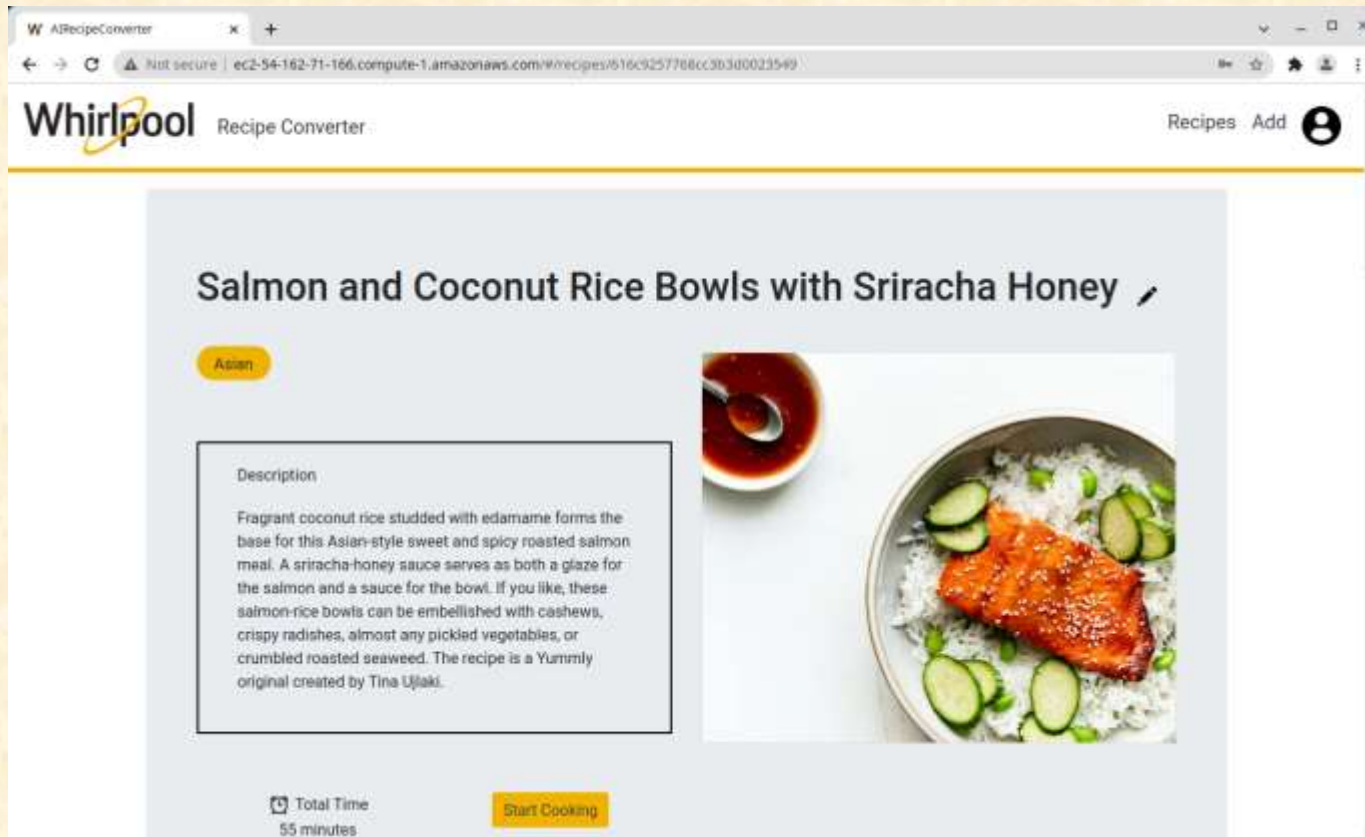 W AIRecipeConverter
Not secure | ec2-54-162-71-166.compute-1.amazonaws.com/#/recipes/616c9257768cc3b3d0023549
Whirlpool Recipe Converter Recipes Add
Salmon and Coconut Rice Bowls with Sriracha Honey
Asian
Description
Fragrant coconut rice studded with edamame forms the
base for this Asian-style sweet and spicy roasted salmon
meal. A sriracha-honey sauce serves as both a glaze for
the salmon and a sauce for the bowl. If you like, these
salmon-rice bowls can be embellished with cashews,
crispy radishes, almost any pickled vegetables, or
crumbled roasted seaweed. The recipe is a Yummly
original created by Tina Ujlaki.
Total Time
55 minutes
Start Cooking